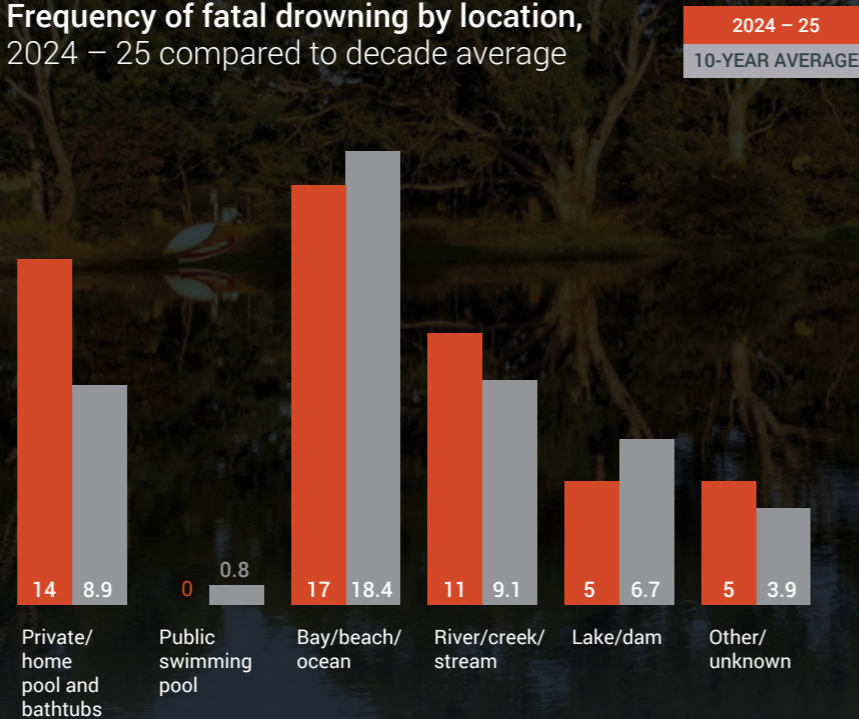 Frequency of fatal drowning by location,
2024 – 25 compared to decade average
2024 – 25
10-YEAR AVERAGE
14
8.9
0
0.8
17
18.4
11
9.1
5
6.7
5
3.9
Private/
home
pool and
bathtubs
Public
swimming
pool
Bay/beach/
ocean
River/creek/
stream
Lake/dam
Other/
unknown